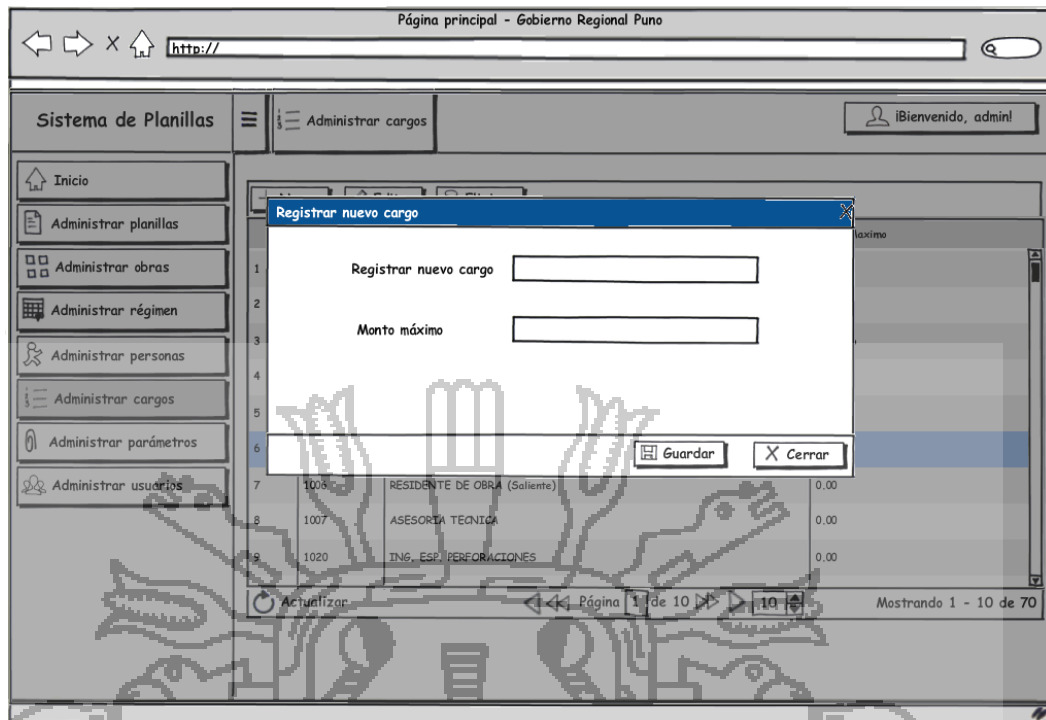 Página principal - Gobierno Regional Puno
http://
Sistema de Planillas
Administrar cargos
¡Bienvenido, admin!
Inicio
Administrar planillas
Administrar obras
Administrar régimen
Administrar personas
Administrar cargos
Administrar parámetros
Administrar usuarios
Registrar nuevo cargo
Registrar nuevo cargo
Monto máximo
Guardar
Cerrar
1
2
3
4
5
6
7 1006 RESIDENTE DE OBRA (Saliente) 0.00
8 1007 ASESORIA TECNICA 0.00
9 1020 ING. ESP. PERFORACIONES 0.00
Actualizar
Página 1 de 10
10
Mostrando 1 - 10 de 70